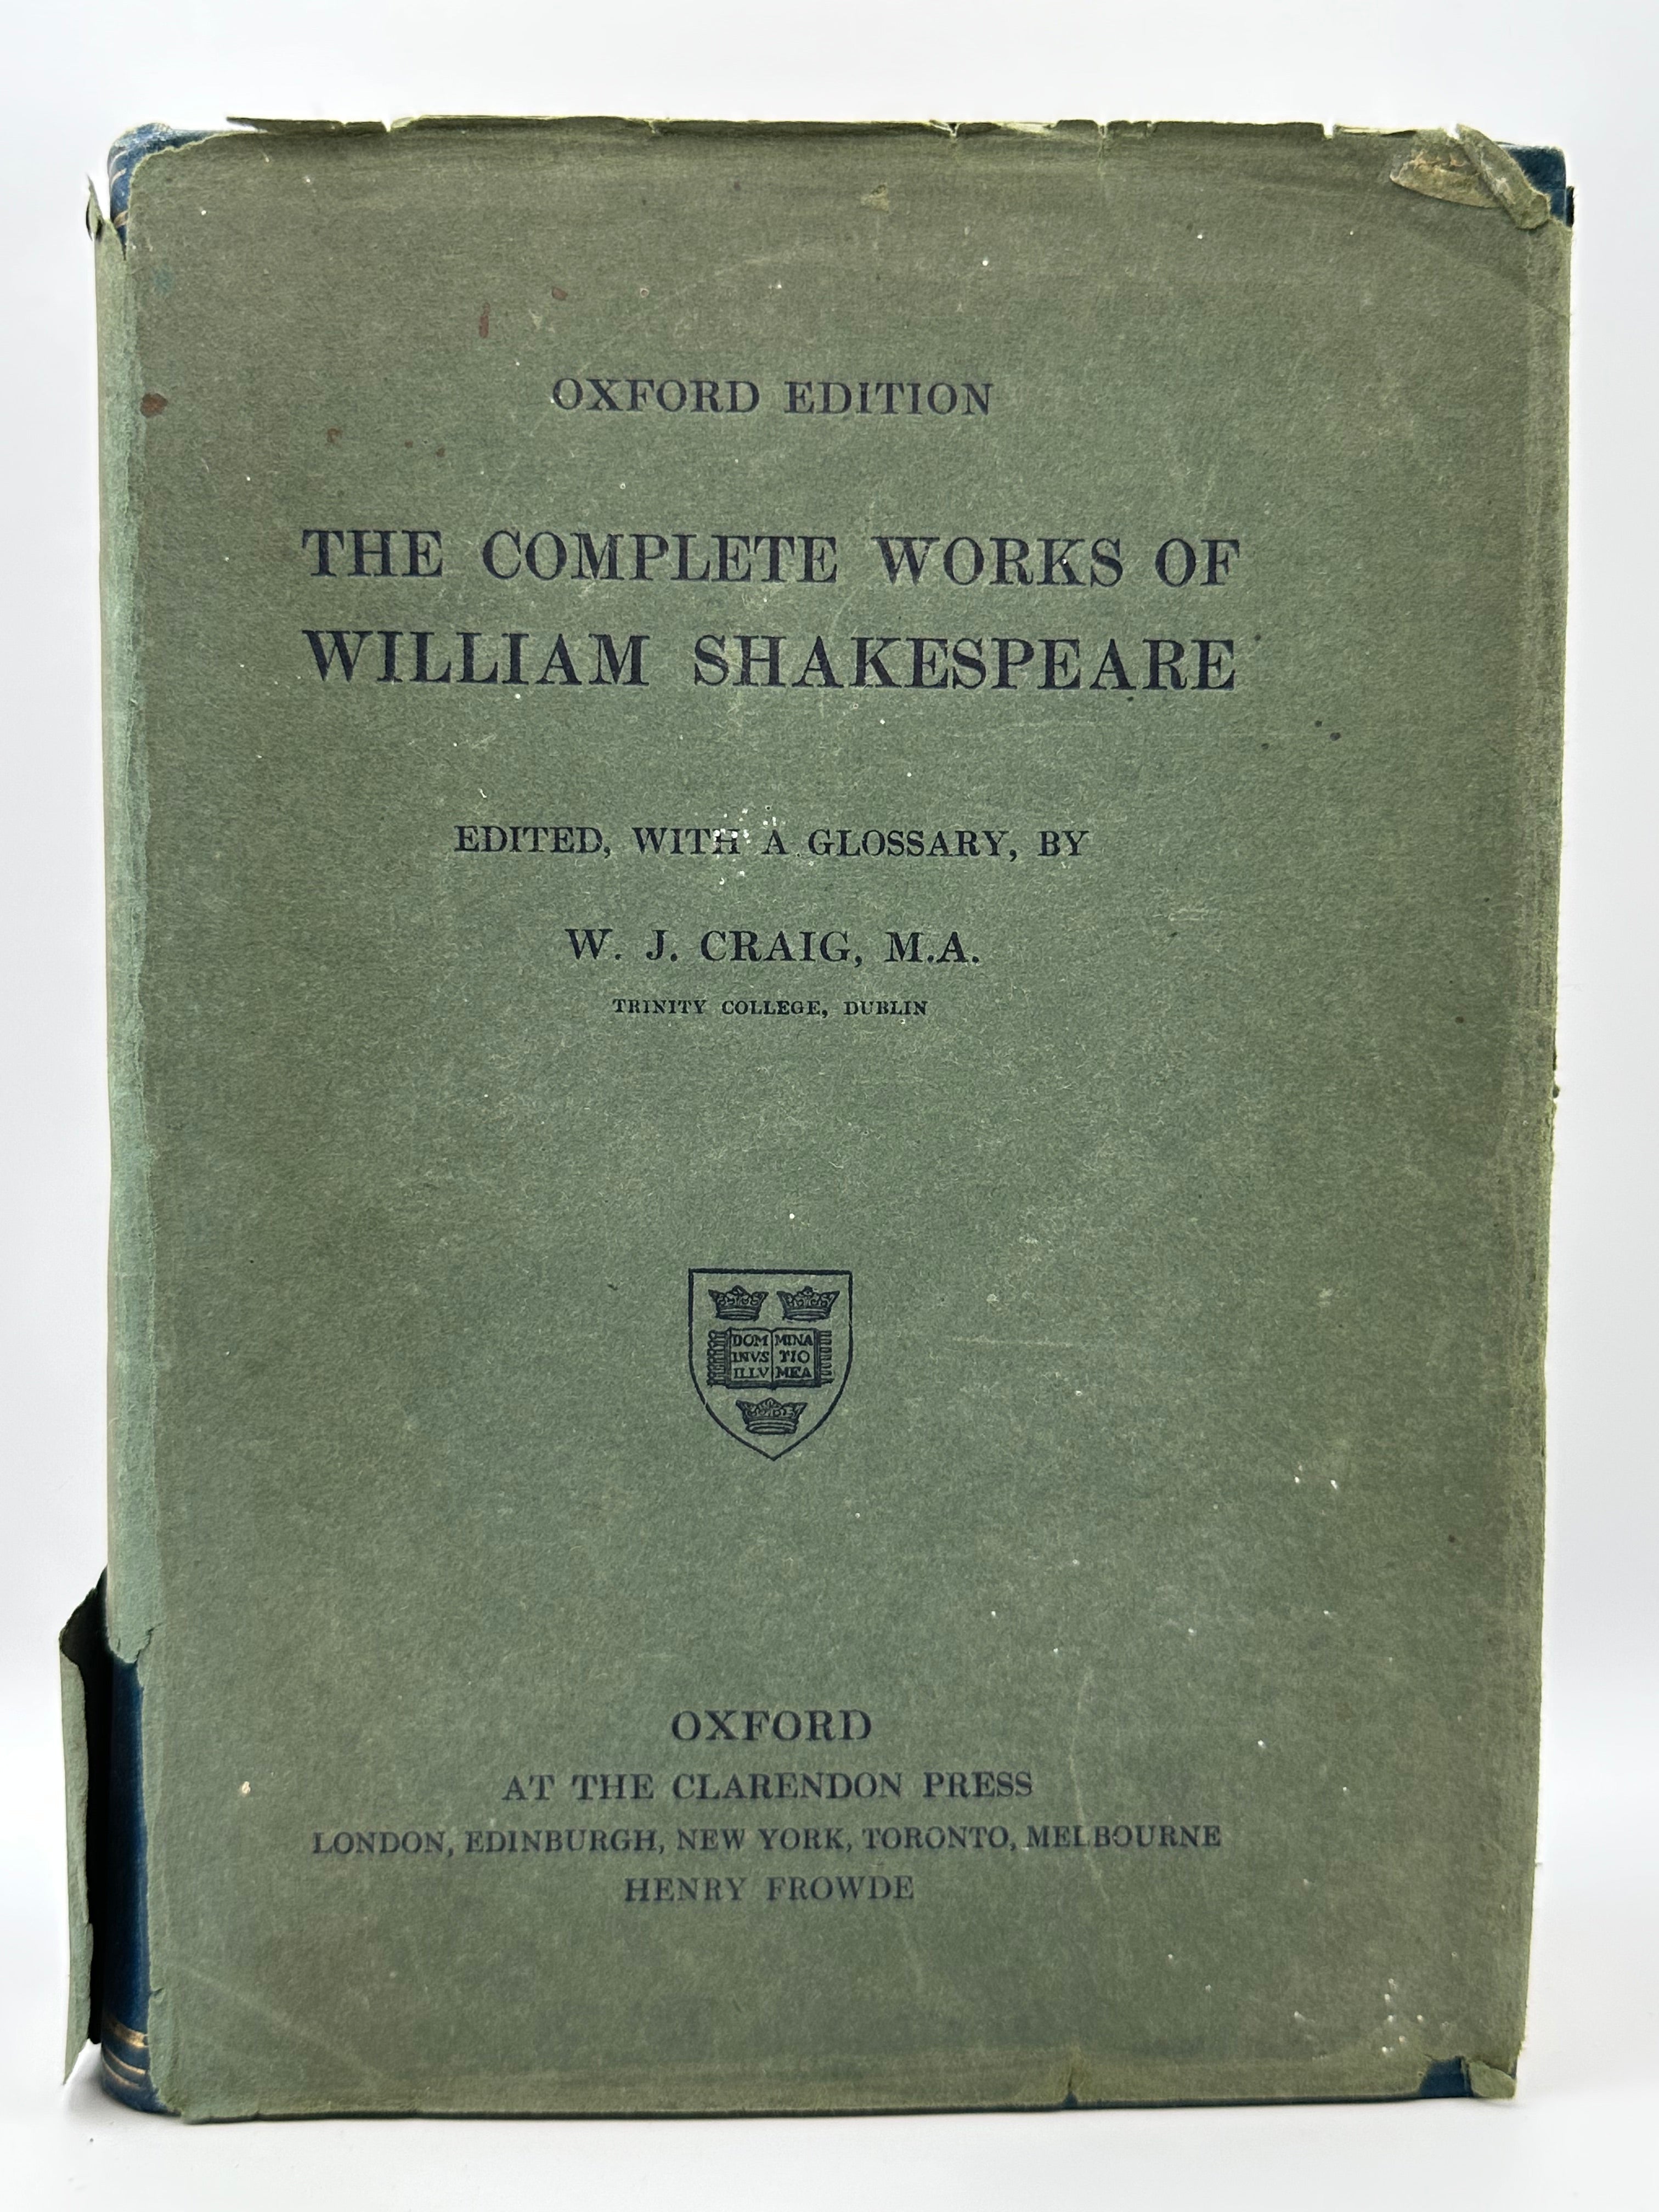 OXFORD EDITION
THE COMPLETE WORKS OF
WILLIAM SHAKESPEARE
EDITED, WITH A GLOSSARY, BY
W. J. CRAIG, M.A.
TRINITY COLLEGE, DUBLIN
DOM MINA
INVS TIO
ILLV MEA
OXFORD
AT THE CLARENDON PRESS
LONDON, EDINBURGH, NEW YORK, TORONTO, MELBOURNE
HENRY FROWDE